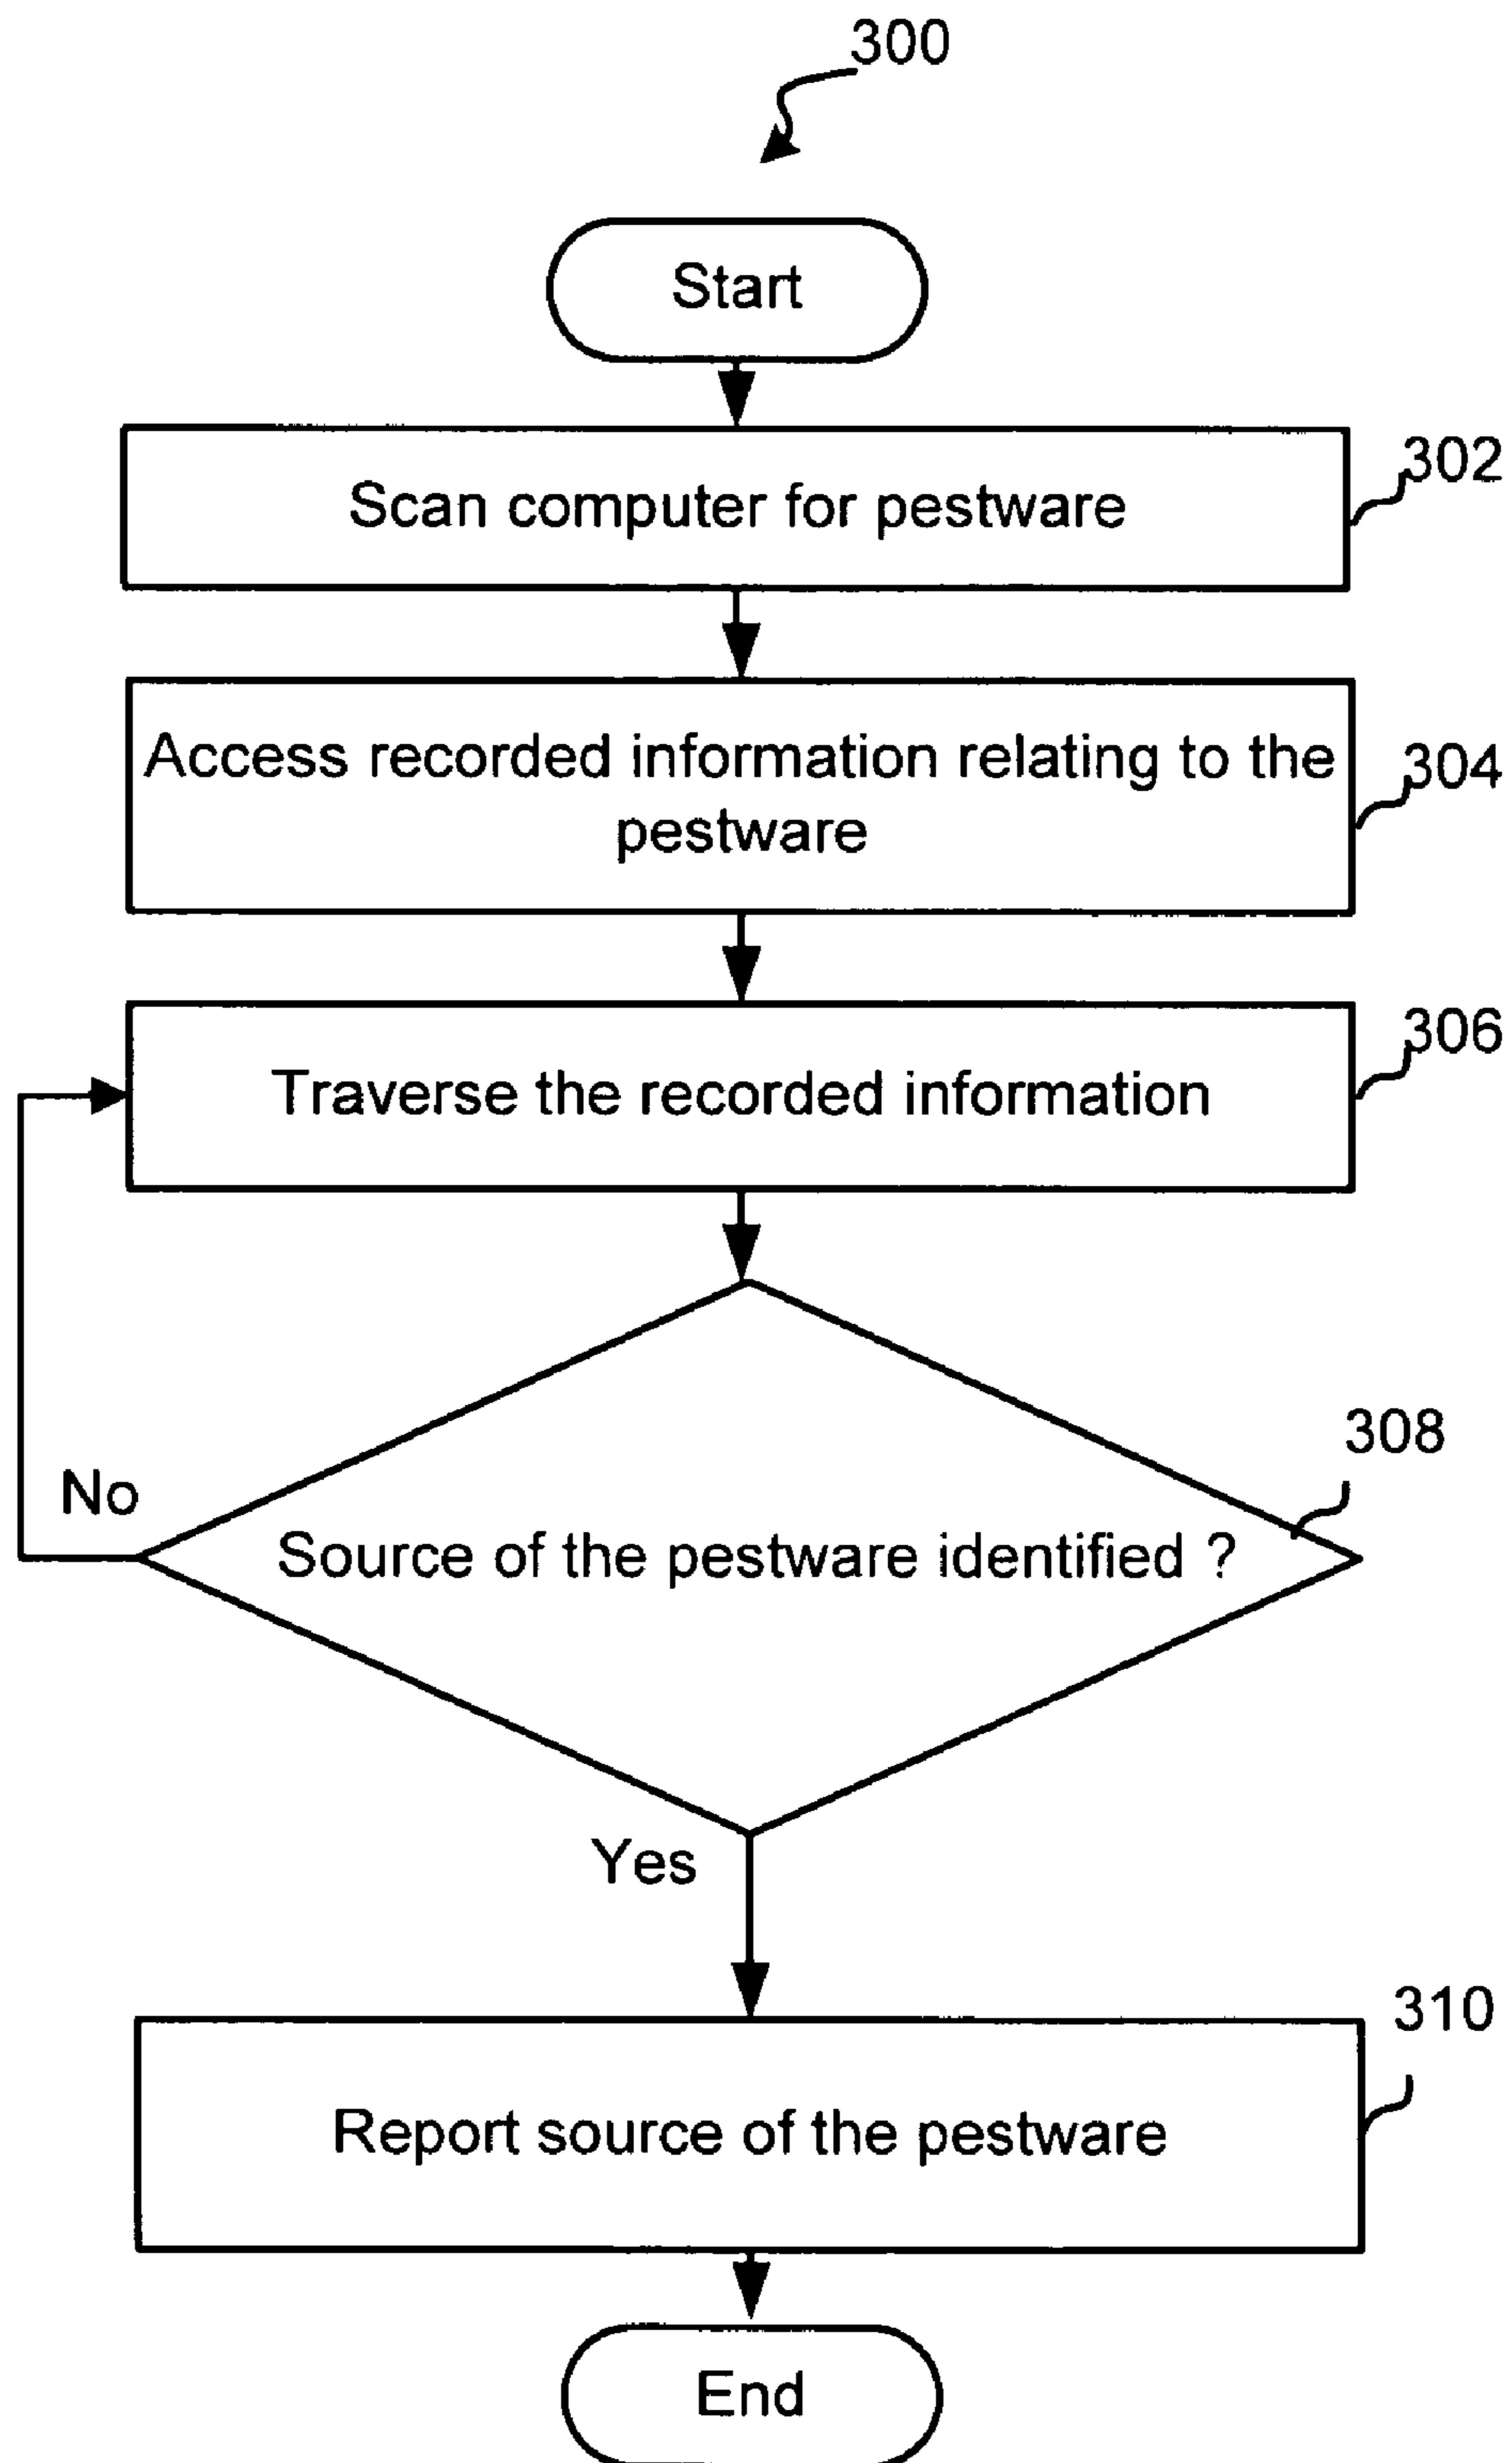 300
Start
Scan computer for pestware
302
Access recorded information relating to the
pestware
304
Traverse the recorded information
306
Source of the pestware identified ?
308
No
Yes
Report source of the pestware
310
End